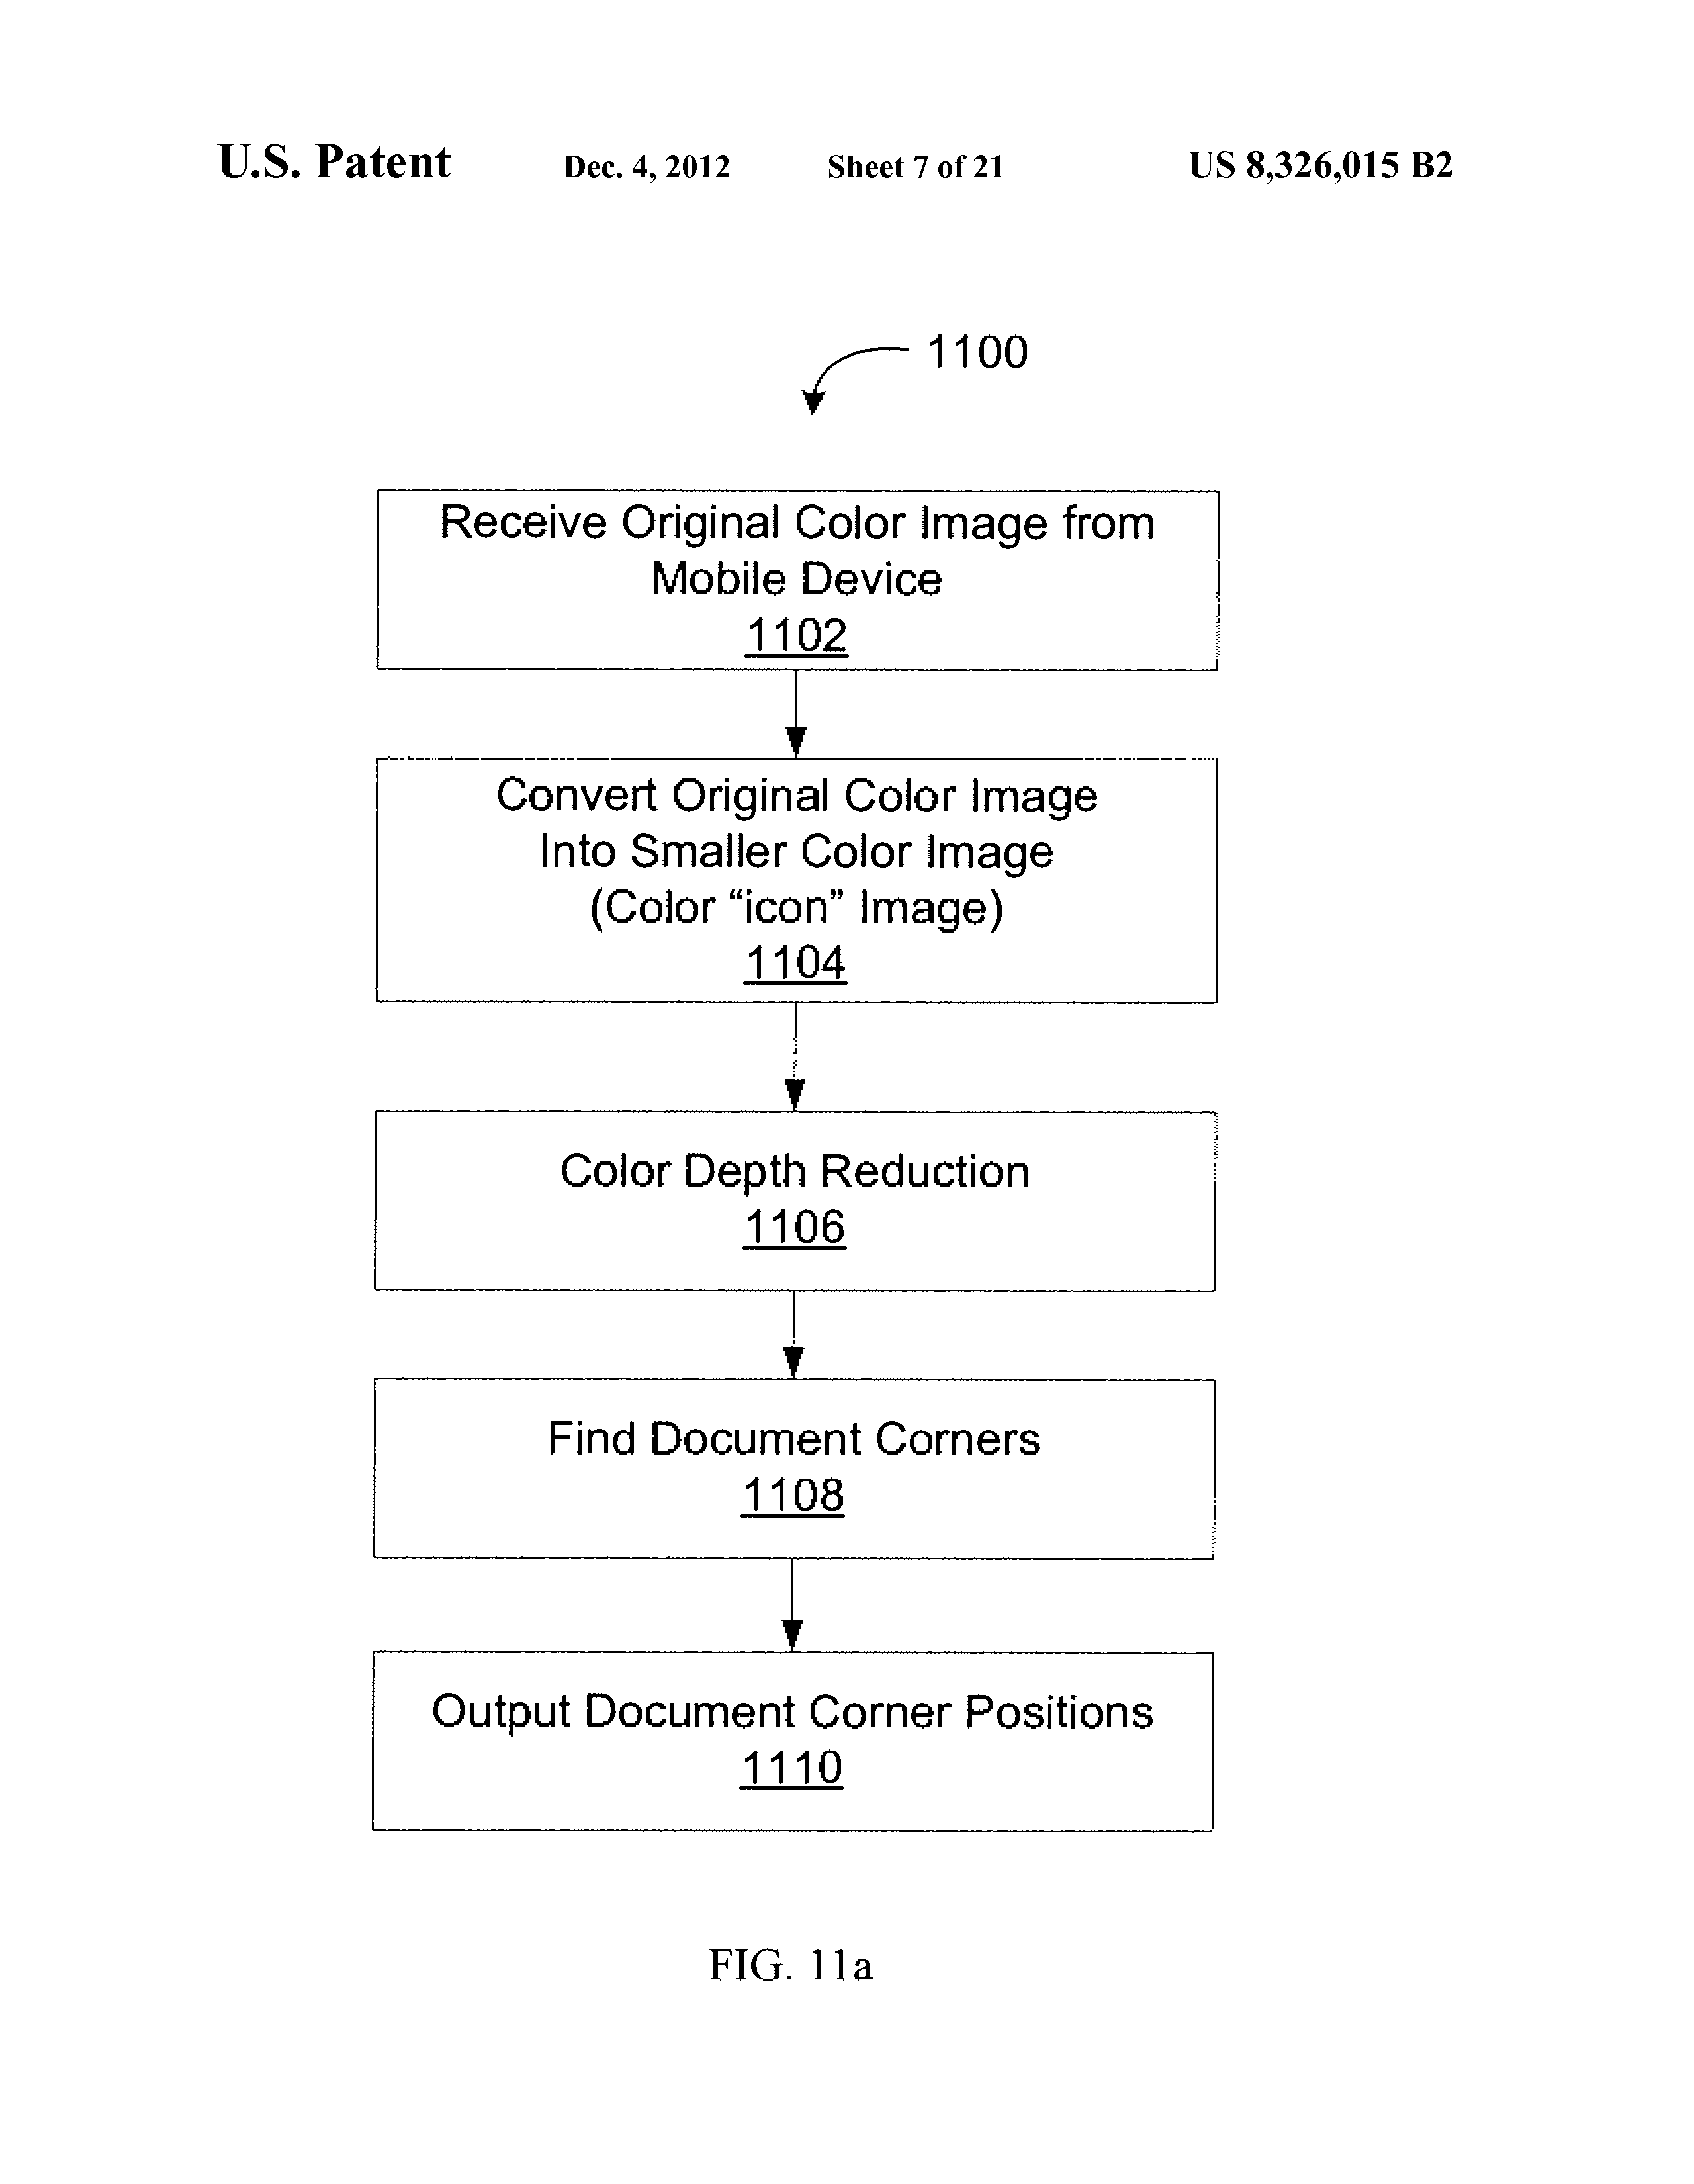 U.S. Patent Dec. 4, 2012 Sheet 7 of 21 US 8,326,015 B2
1100
Receive Original Color Image from
Mobile Device
1102
Convert Original Color Image
Into Smaller Color Image
(Color “icon” Image)
1104
Color Depth Reduction
1106
Find Document Corners
1108
Output Document Corner Positions
1110
FIG. 11a